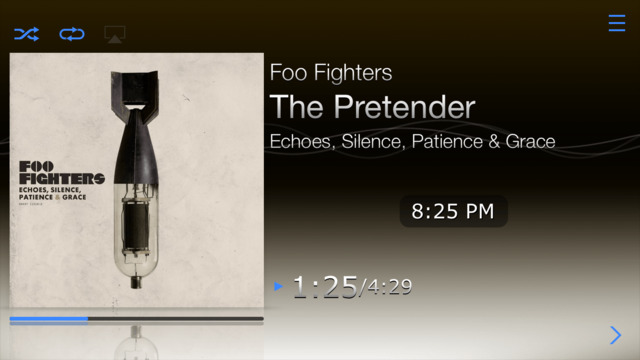 Foo Fighters
The Pretender
Echoes, Silence, Patience & Grace
FOO
FIGHTERS
ECHOES, SILENCE,
PATIENCE & GRACE
8:25 PM
1:25/4:29